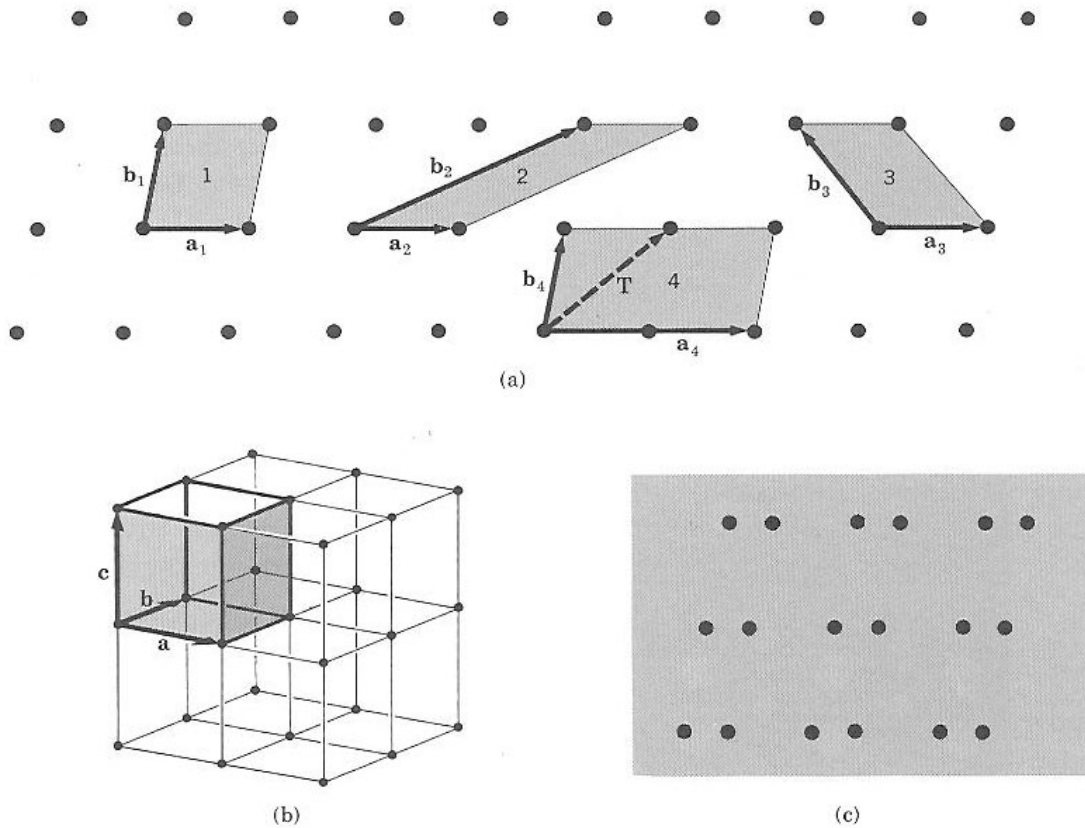 b₁ 1 a₁
b₂ 2 a₂
b₃ 3 a₃
b₄ T 4 a₄
(a)
c b a
(b)
(c)